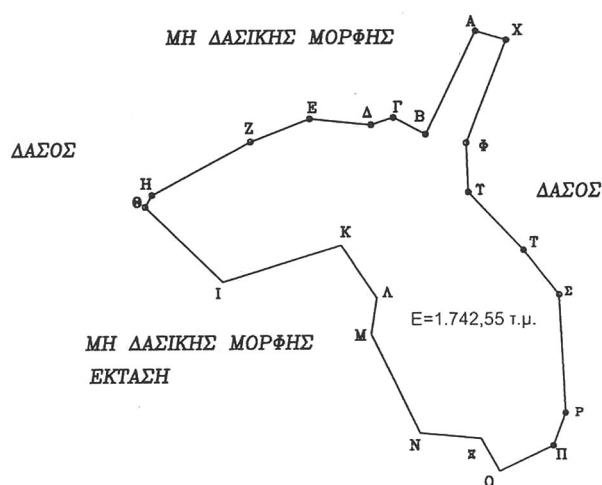 Α
Χ
ΜΗ ΔΑΣΙΚΗΣ ΜΟΡΦΗΣ
Ε
Γ
Δ
Β
Ζ
Φ
ΔΑΣΟΣ
Η
Τ
ΔΑΣΟΣ
Θ
Κ
Τ
Ι
Λ
Σ
Ε=1.742,55 τ.μ.
Μ
ΜΗ ΔΑΣΙΚΗΣ ΜΟΡΦΗΣ
ΕΚΤΑΣΗ
Ρ
Ν
Ξ
Π
Ο